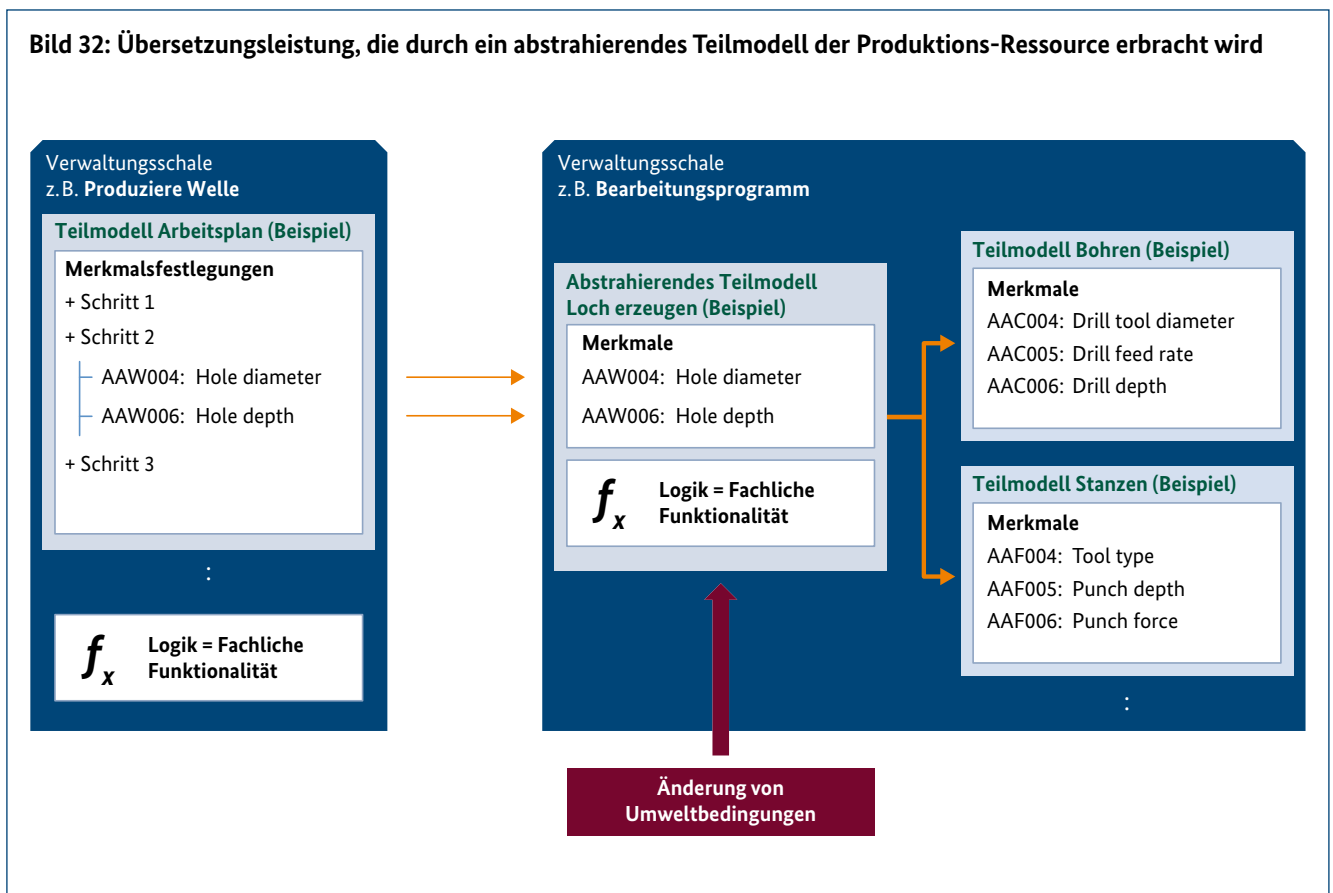 Bild 32: Übersetzungsleistung, die durch ein abstrahierendes Teilmodell der Produktions-Ressource erbracht wird
Verwaltungsschale
z.B. Produziere Welle
Teilmodell Arbeitsplan (Beispiel)
Merkmalsfestlegungen
+ Schritt 1
+ Schritt 2
AAW004: Hole diameter
AAW006: Hole depth
+ Schritt 3
:
fx
Logik = Fachliche
Funktionalität
Verwaltungsschale
z.B. Bearbeitungsprogramm
Abstrahierendes Teilmodell
Loch erzeugen (Beispiel)
Merkmale
AAW004: Hole diameter
AAW006: Hole depth
fx
Logik = Fachliche
Funktionalität
Teilmodell Bohren (Beispiel)
Merkmale
AAC004: Drill tool diameter
AAC005: Drill feed rate
AAC006: Drill depth
Teilmodell Stanzen (Beispiel)
Merkmale
AAF004: Tool type
AAF005: Punch depth
AAF006: Punch force
:
Änderung von
Umweltbedingungen